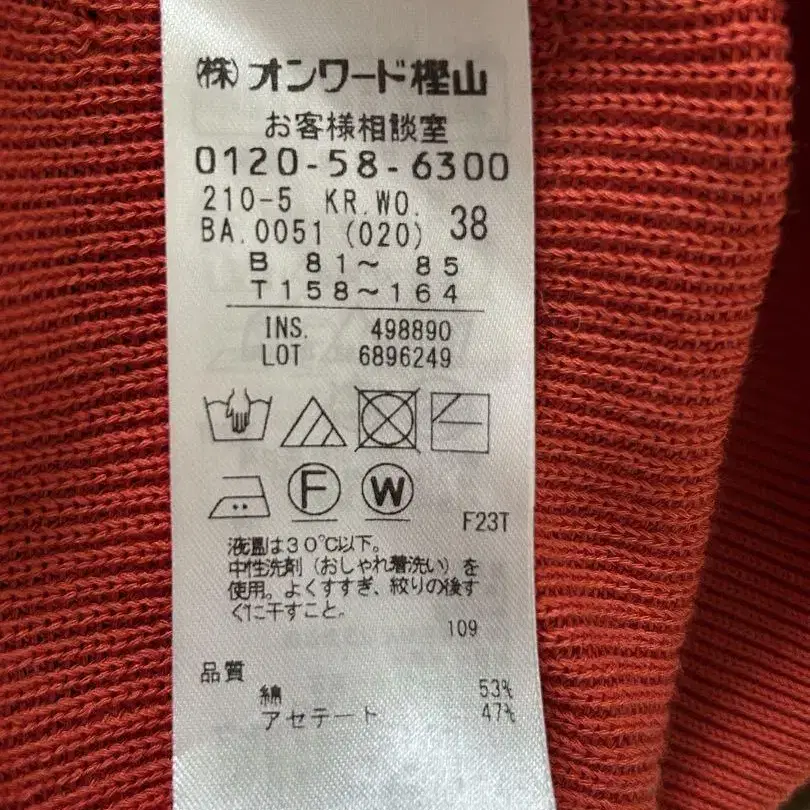 (株)オンワード樫山
お客様相談室
0120-58-6300
210-5 KR.WO.
BA.0051 (020) 38
B 81～ 85
T158～164
INS. 498890
LOT 6896249
F W
F23T
液温は30℃以下。
中性洗剤（おしゃれ着洗い）を
使用。よくすすぎ、絞りの後す
ぐに干すこと。
109
品質
綿 53%
アセテート 47%